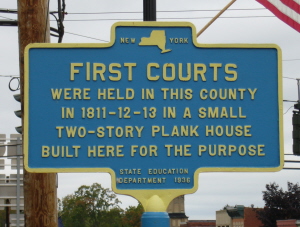 NEW YORK
FIRST COURTS
WERE HELD IN THIS COUNTY
IN 1811-12-13 IN A SMALL
TWO-STORY PLANK HOUSE
BUILT HERE FOR THE PURPOSE
STATE EDUCATION
DEPARTMENT 1936